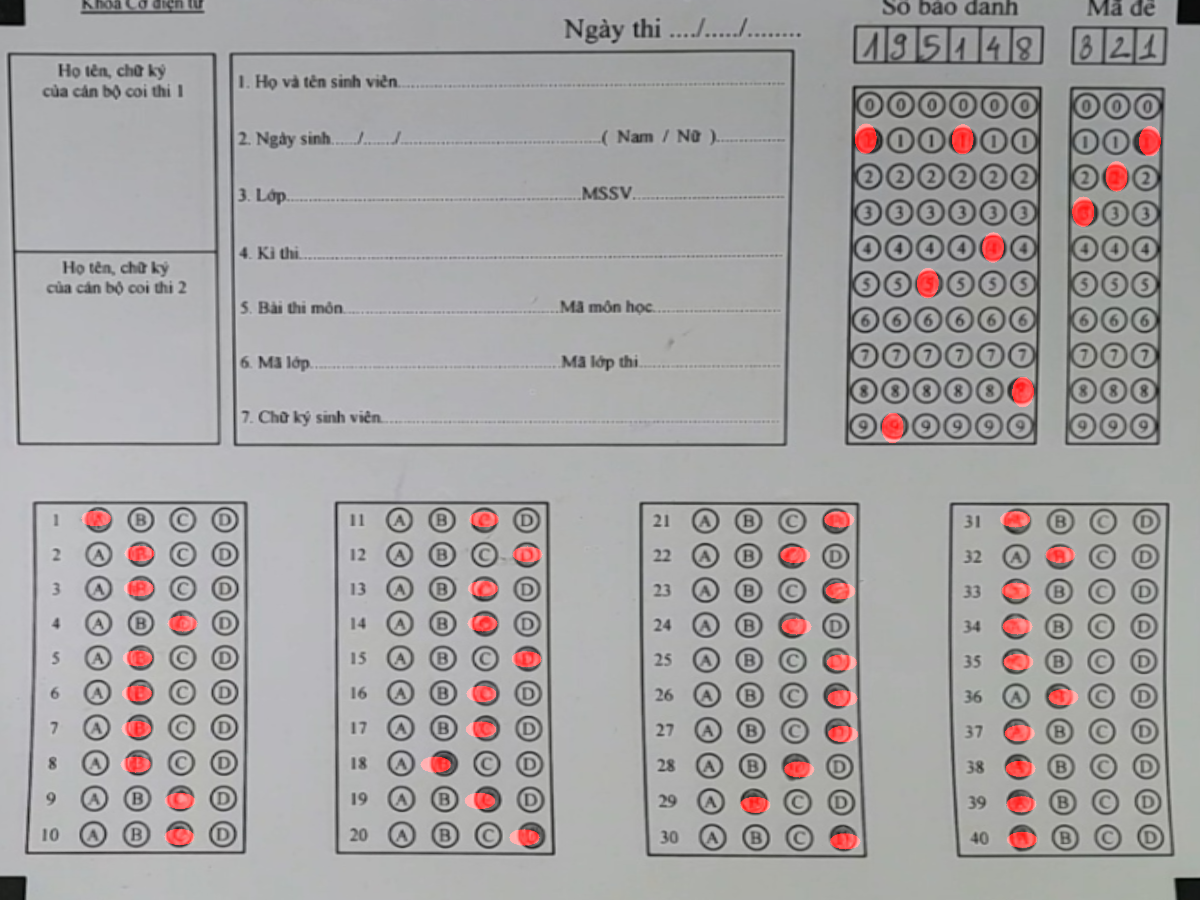 Khoa Cơ điện tử
Số báo danh
Mã đề
Ngày thi ..../...../........
195148
321
Họ tên, chữ ký
của cán bộ coi thi 1
Họ tên, chữ ký
của cán bộ coi thi 2
1. Họ và tên sinh viên
2. Ngày sinh...../....../ ( Nam / Nữ )
3. Lớp MSSV
4. Kì thi
5. Bài thi môn Mã môn học
6. Mã lớp Mã lớp thi
7. Chữ ký sinh viên
0 0 0 0 0 0 0 0 0
1 1 1 1 1 1 1 1 1
2 2 2 2 2 2 2 2 2
3 3 3 3 3 3 3 3 3
4 4 4 4 4 4 4 4 4
5 5 5 5 5 5 5 5 5
6 6 6 6 6 6 6 6 6
7 7 7 7 7 7 7 7 7
8 8 8 8 8 8 8 8
9 9 9 9 9 9 9 9 9
1 A B C D
2 A B C D
3 A B C D
4 A B C D
5 A B C D
6 A B C D
7 A B C D
8 A B C D
9 A B C D
10 A B C D
11 A B C D
12 A B C D
13 A B C D
14 A B C D
15 A B C D
16 A B C D
17 A B C D
18 A B C D
19 A B C D
20 A B C D
21 A B C D
22 A B C D
23 A B C D
24 A B C D
25 A B C D
26 A B C D
27 A B C D
28 A B C D
29 A B C D
30 A B C D
31 A B C D
32 A B C D
33 A B C D
34 A B C D
35 A B C D
36 A B C D
37 A B C D
38 A B C D
39 A B C D
40 A B C D